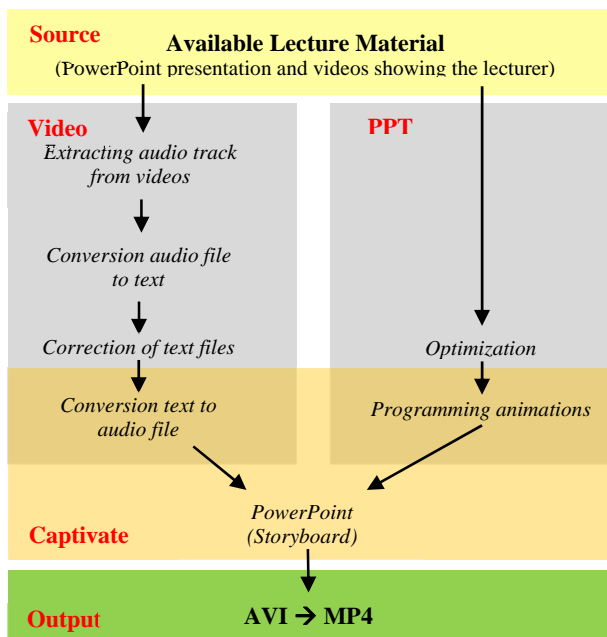 Source
Available Lecture Material
(PowerPoint presentation and videos showing the lecturer)
Video
Extracting audio track
from videos
Conversion audio file
to text
Correction of text files
Conversion text to
audio file
PPT
Optimization
Programming animations
PowerPoint
(Storyboard)
Captivate
Output
AVI → MP4